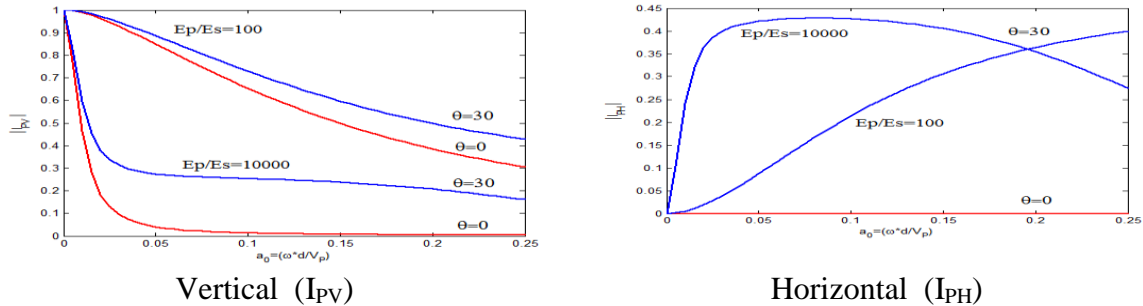 1
0.9
0.8
0.7
0.6
0.5
0.4
0.3
0.2
0.1
0
|I_PV|
Ep/Es=100
θ=30
θ=0
Ep/Es=10000
θ=30
θ=0
0 0.05 0.1 0.15 0.2 0.25
a₀=(ω*d/V_P)
Vertical (I_PV)
0.45
0.4
0.35
0.3
0.25
0.2
0.15
0.1
0.05
0
|I_PH|
Ep/Es=10000
θ=30
Ep/Es=100
θ=0
0 0.05 0.1 0.15 0.2 0.25
a₀=(ω*d/V_P)
Horizontal (I_PH)